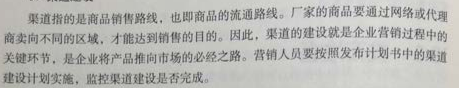 渠道指的是商品销售路线，也即商品的流通路线。厂家的商品要通过网络或代理
商卖向不同的区域，才能达到销售的目的。因此，渠道的建设就是企业营销过程中的
关键环节，是企业将产品推向市场的必经之路。营销人员要按照发布计划书中的渠道
建设计划实施，监控渠道建设是否完成。